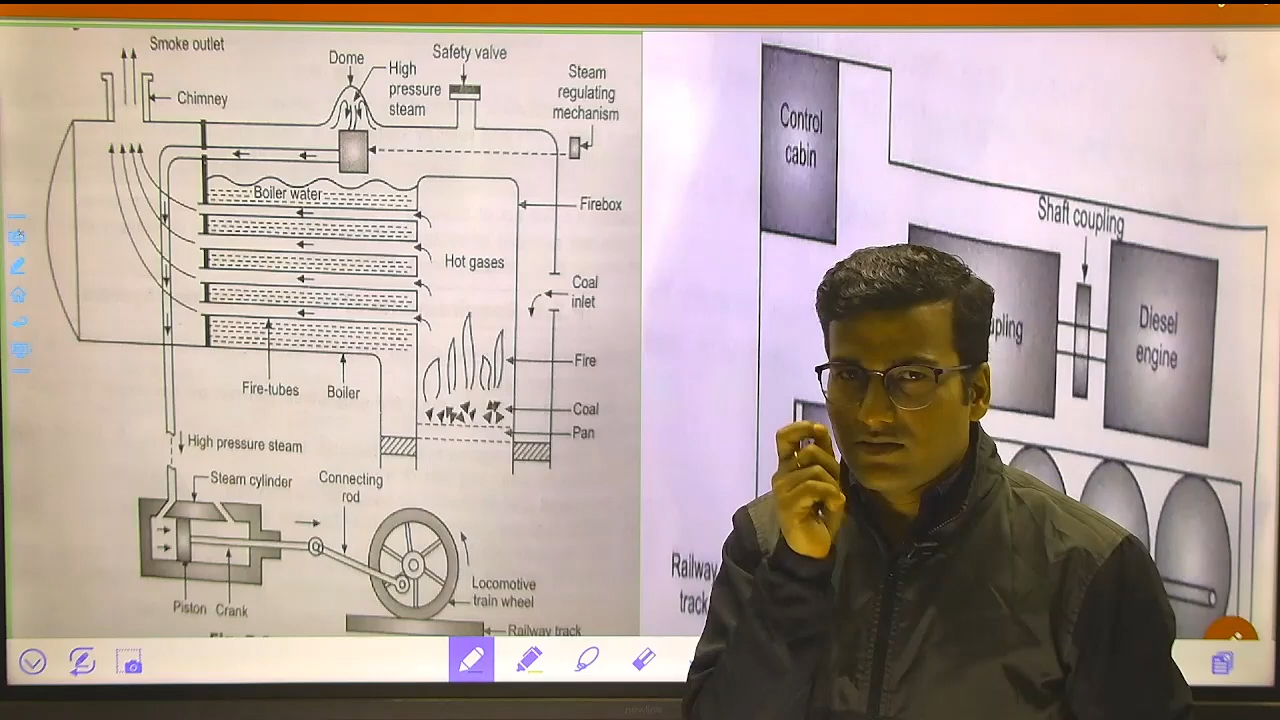 Smoke outlet
Chimney
Dome
High
pressure
steam
Safety valve
Steam
regulating
mechanism
Boiler water
Firebox
Hot gases
Coal
inlet
Fire
Fire-tubes
Boiler
Coal
Pan
High pressure steam
Steam cylinder
Connecting
rod
Piston
Crank
Locomotive
train wheel
Railway track
Control
cabin
Shaft coupling
pling
Diesel
engine
Railway
track